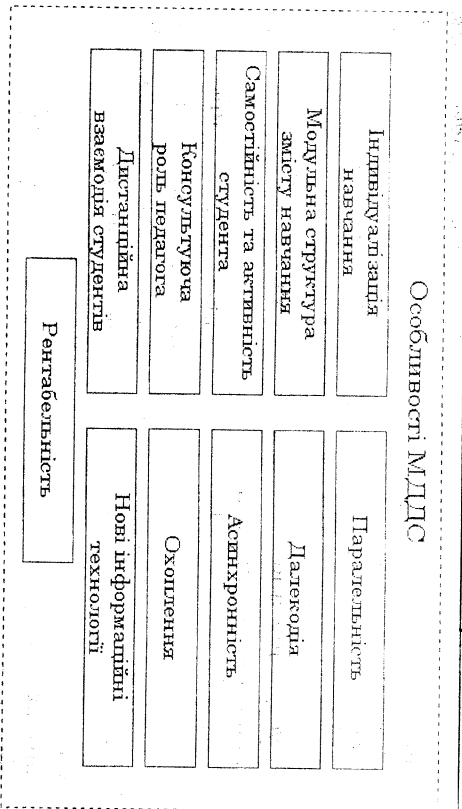 Особливості МДДС
Індивідуалізація
навчання
Паралельність
Модульна структура
змісту навчання
Далекодія
Самостійність та активність
студента
Асинхронність
Консультуюча
роль педагога
Охоплення
Дистанційна
взаємодія студентів
Нові інформаційні
технології
Рентабельність